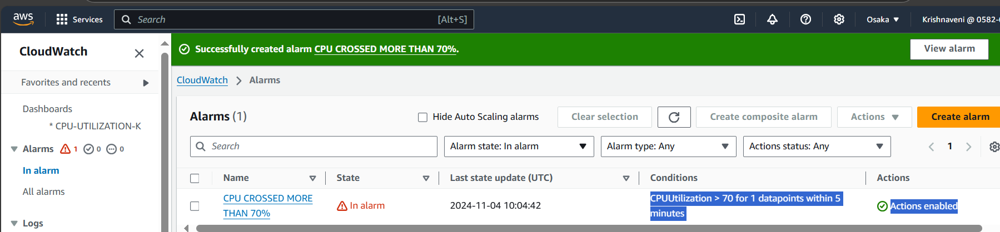 aws
Services
Search
[Alt+S]
Osaka
Krishnaveni @ 0582-
CloudWatch
Successfully created alarm CPU CROSSED MORE THAN 70%.
View alarm
Favorites and recents
CloudWatch
Alarms
Dashboards
* CPU-UTILIZATION-K
Alarms (1)
Hide Auto Scaling alarms
Clear selection
Create composite alarm
Actions
Create alarm
Alarms 1 0 0
Search
Alarm state: In alarm
Alarm type: Any
Actions status: Any
1
In alarm
Name
State
Last state update (UTC)
Conditions
Actions
All alarms
CPU CROSSED MORE
THAN 70%
In alarm
2024-11-04 10:04:42
CPUUtilization > 70 for 1 datapoints within 5
minutes
Actions enabled
Logs